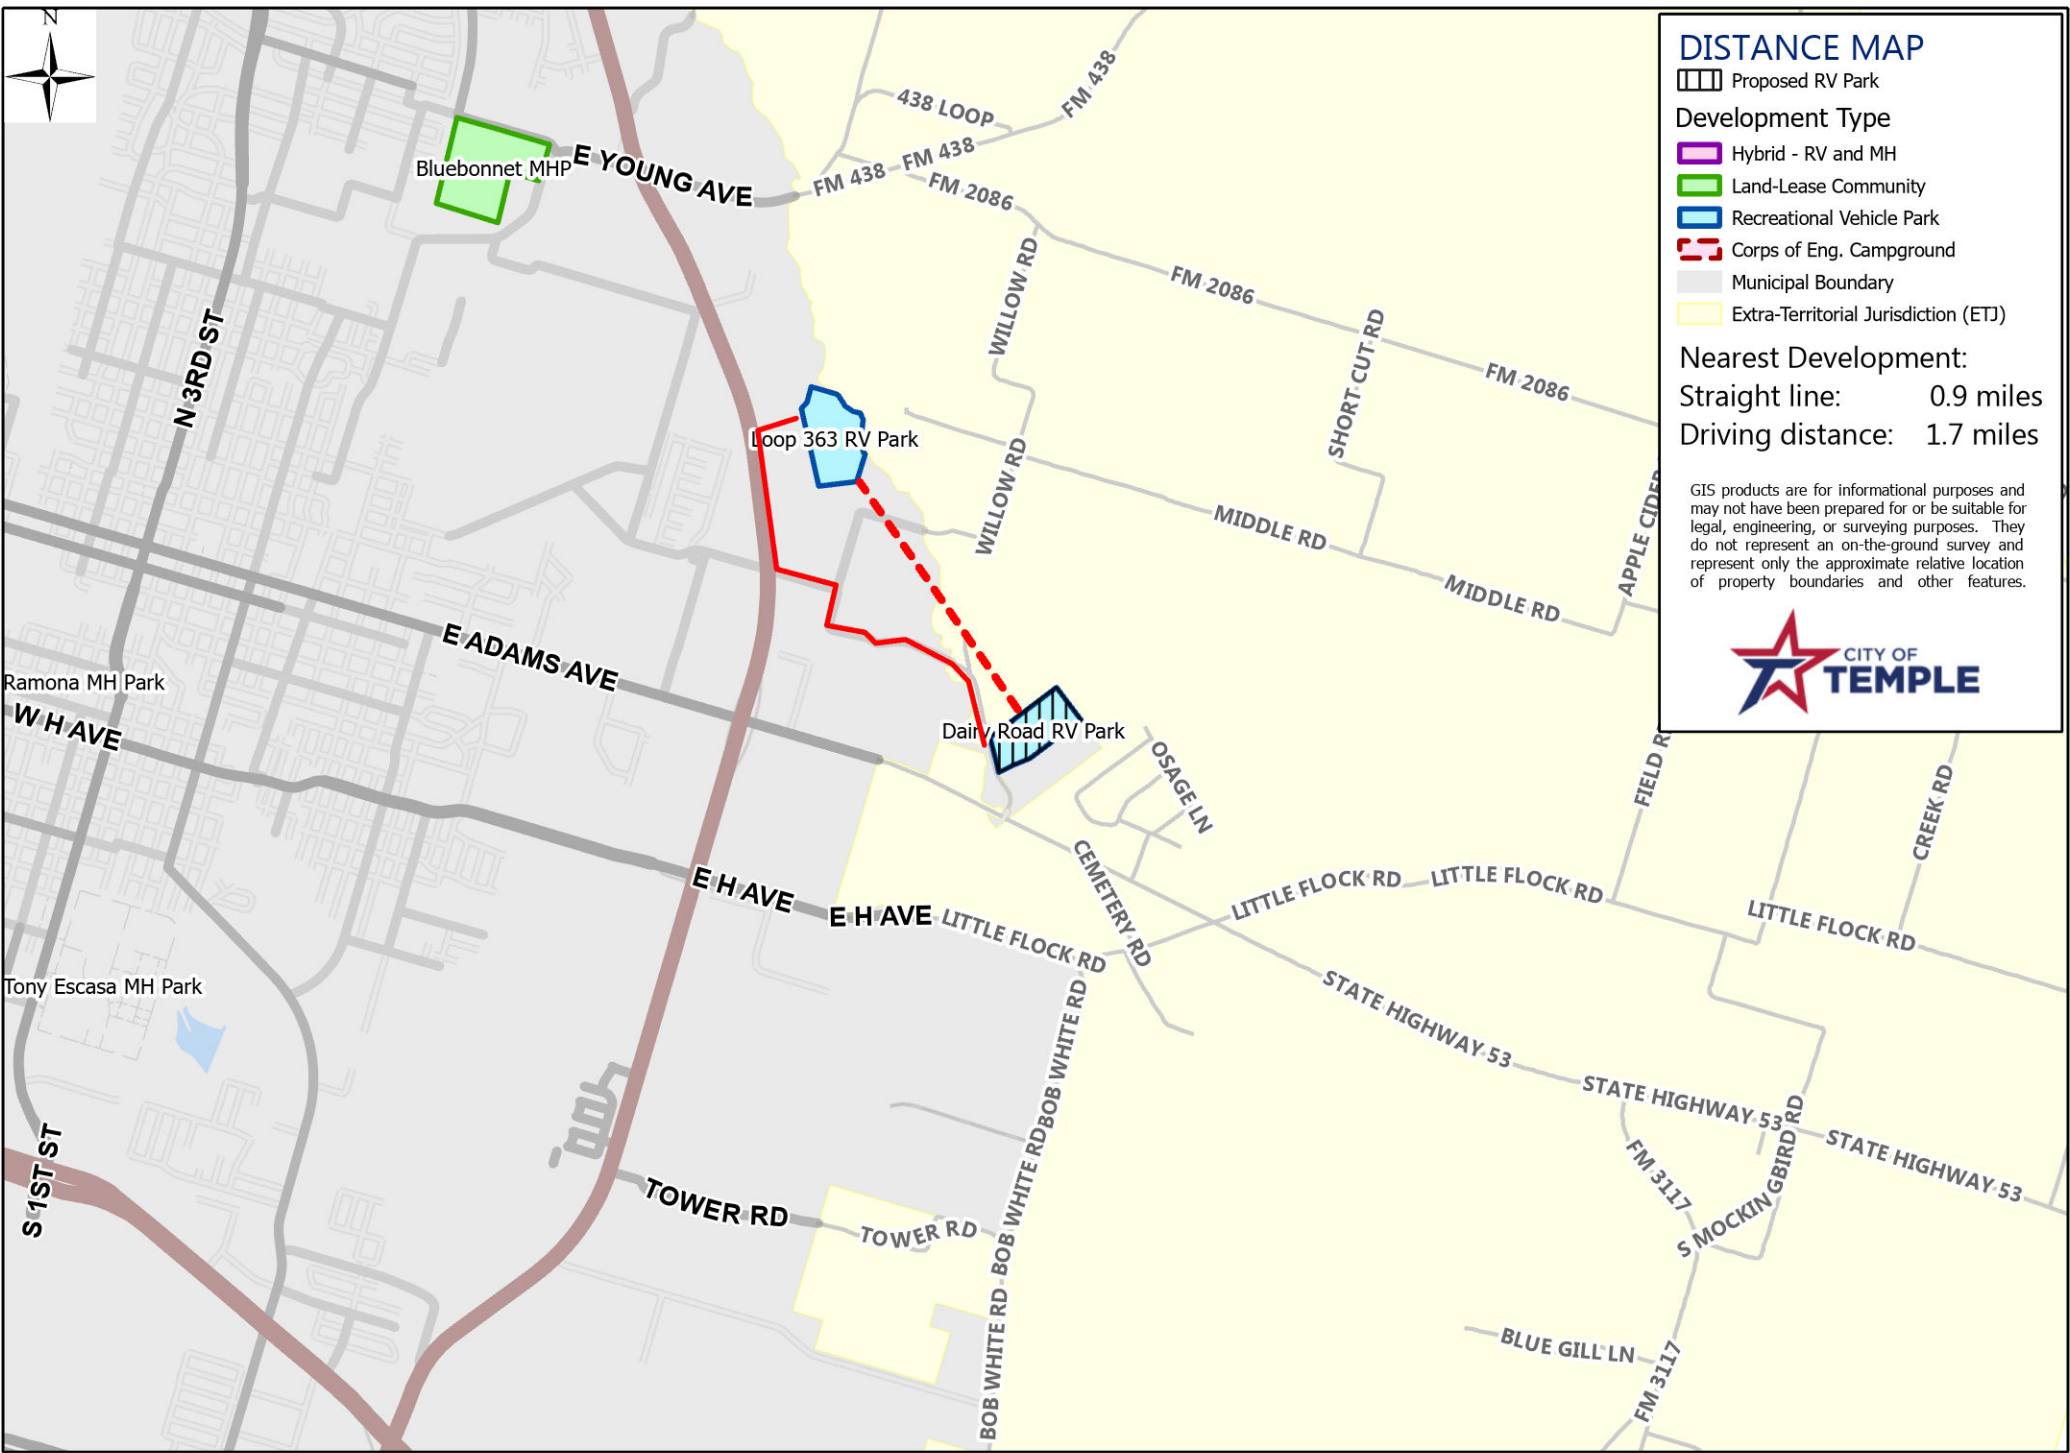 N
DISTANCE MAP
Proposed RV Park
Development Type
Hybrid - RV and MH
Land-Lease Community
Recreational Vehicle Park
Corps of Eng. Campground
Municipal Boundary
Extra-Territorial Jurisdiction (ETJ)
Nearest Development:
Straight line: 0.9 miles
Driving distance: 1.7 miles
GIS products are for informational purposes and
may not have been prepared for or be suitable for
legal, engineering, or surveying purposes. They
do not represent an on-the-ground survey and
represent only the approximate relative location
of property boundaries and other features.
CITY OF
TEMPLE
438 LOOP
FM 438
FM 438
FM 438
Bluebonnet MHP
E YOUNG AVE
FM 2086
WILLOW RD
FM 2086
N 3RD ST
SHORT CUT RD
FM 2086
Loop 363 RV Park
WILLOW RD
MIDDLE RD
APPLE CIDER
MIDDLE RD
E ADAMS AVE
Ramona MH Park
W H AVE
Dairy Road RV Park
OSAGE LN
FIELD R
CREEK RD
E H AVE
E H AVE
CEMETERY RD
LITTLE FLOCK RD
LITTLE FLOCK RD
LITTLE FLOCK RD
LITTLE FLOCK RD
Tony Escasa MH Park
BOB WHITE RD
STATE HIGHWAY 53
STATE HIGHWAY 53
STATE HIGHWAY 53
S 1ST ST
TOWER RD
TOWER RD
BOB WHITE RD
BOB WHITE RD
FM 3117
S MOCKINGBIRD RD
BLUE GILL LN
FM 3117
BOB WHITE RD